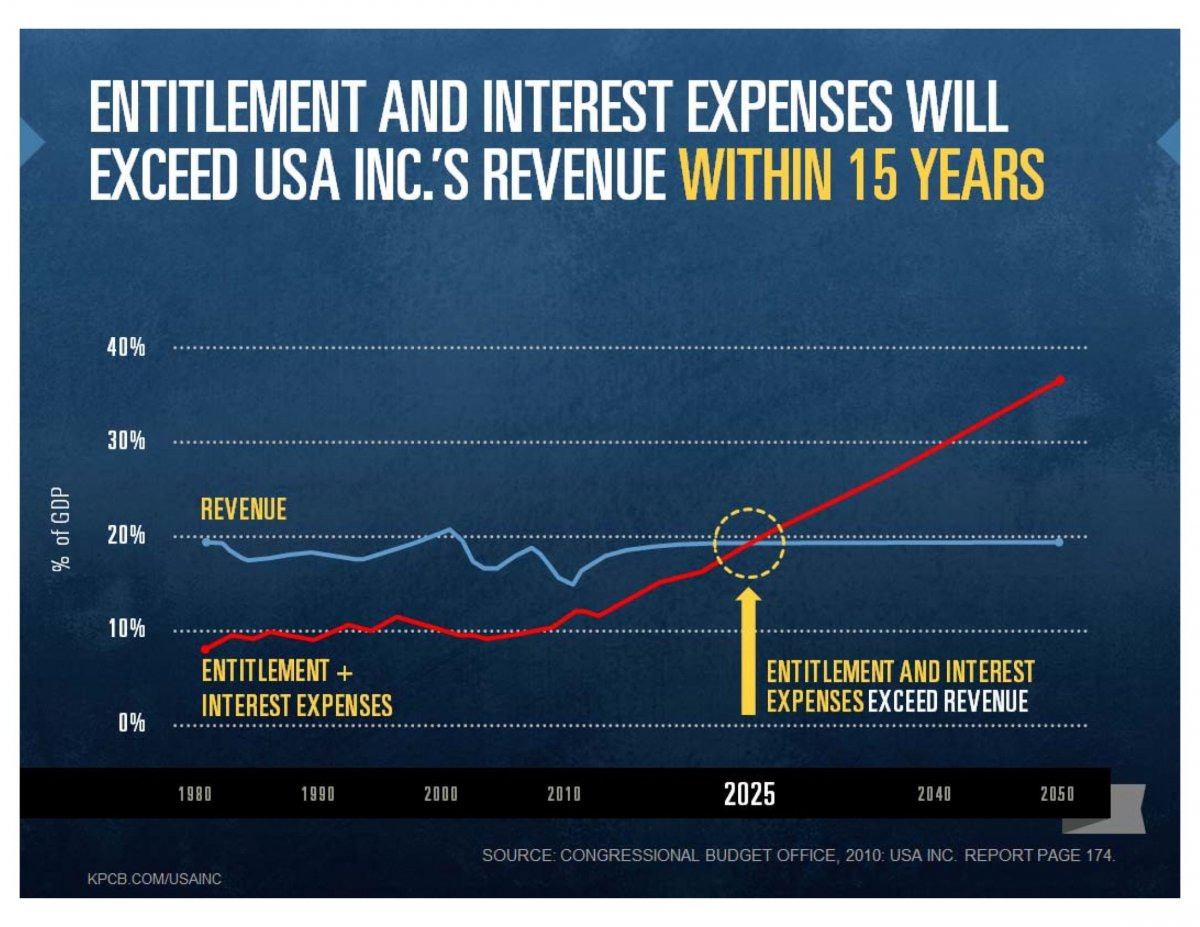 ENTITLEMENT AND INTEREST EXPENSES WILL
EXCEED USA INC.'S REVENUE WITHIN 15 YEARS
40%
30%
20%
10%
0%
% of GDP
REVENUE
ENTITLEMENT +
INTEREST EXPENSES
ENTITLEMENT AND INTEREST
EXPENSES EXCEED REVENUE
1980 1990 2000 2010 2025 2040 2050
SOURCE: CONGRESSIONAL BUDGET OFFICE, 2010: USA INC. REPORT PAGE 174.
KPCB.COM/USAINC